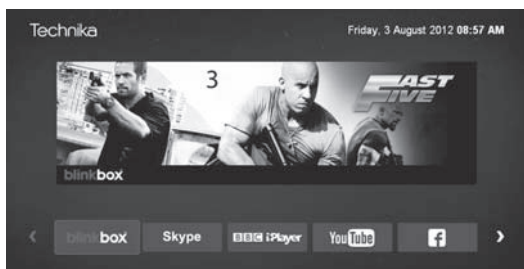 Technika
Friday, 3 August 2012 08:57 AM
3
FAST
FIVE
blinkbox
blinkbox
Skype
BBC iPlayer
YouTube
f